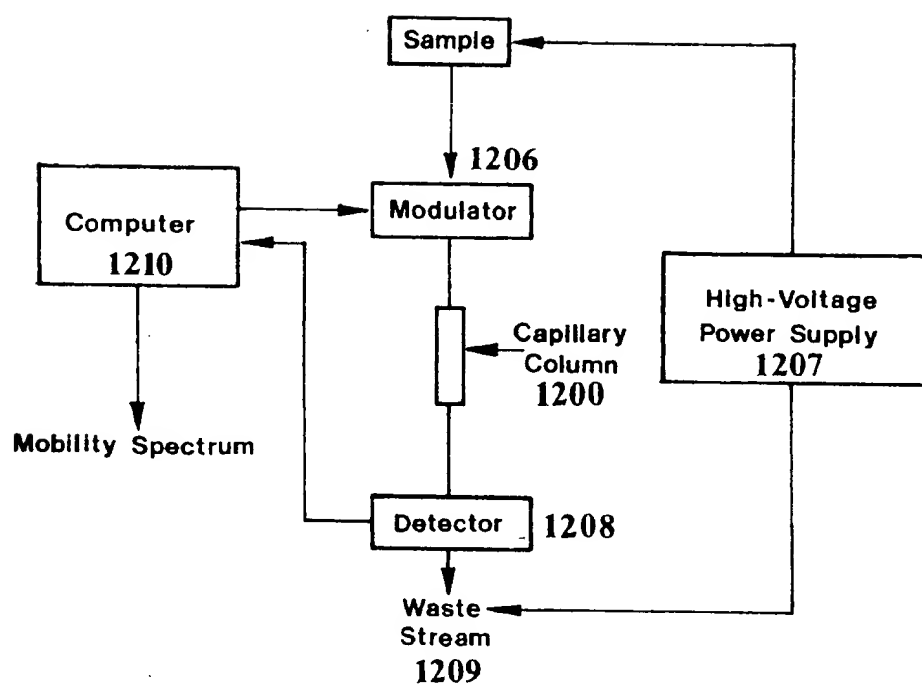 Sample
1206
Modulator
Computer
1210
High-Voltage
Power Supply
1207
Capillary
Column
1200
Mobility Spectrum
Detector
1208
Waste
Stream
1209